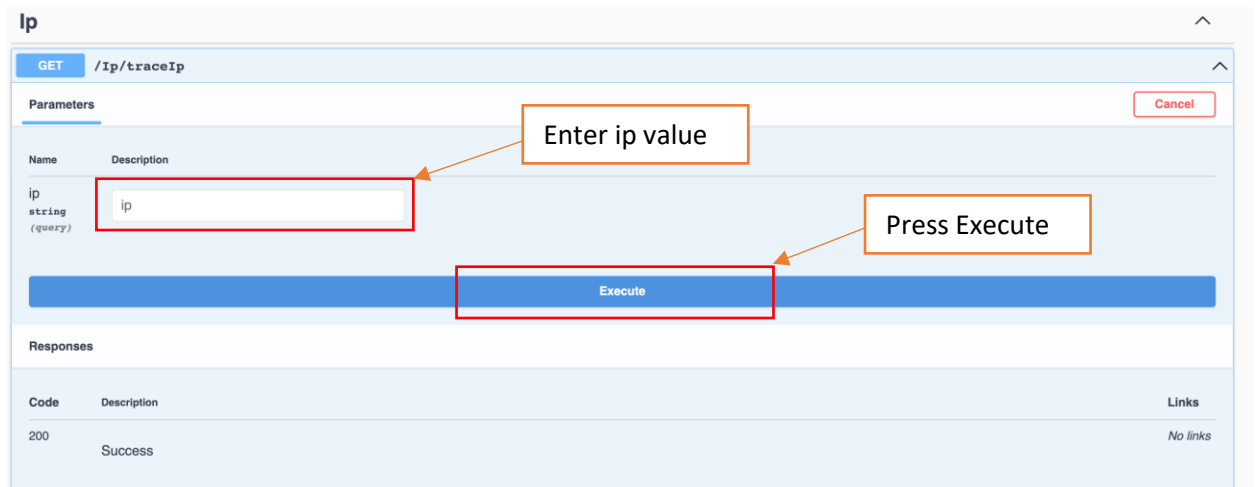 Ip
GET /Ip/traceIp
Parameters
Cancel
Enter ip value
Name Description
ip
string
(query)
ip
Press Execute
Execute
Responses
Code Description Links
200 Success No links